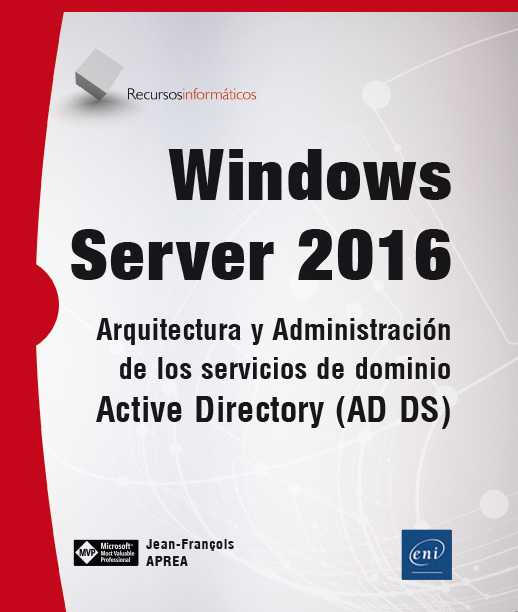 Recursosinformáticos
Windows
Server 2016
Arquitectura y Administración
de los servicios de dominio
Active Directory (AD DS)
MVP
Microsoft®
Most Valuable
Professional
Jean-François
APREA
eni